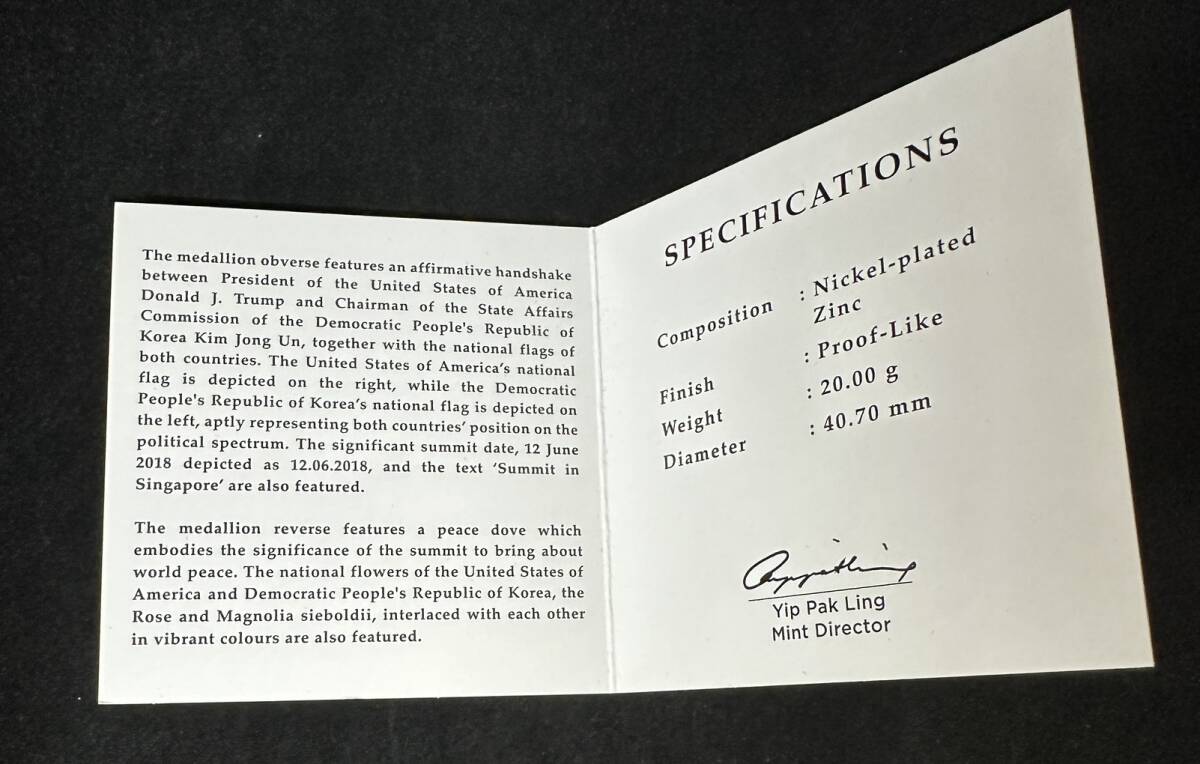 The medallion obverse features an affirmative handshake
between President of the United States of America
Donald J. Trump and Chairman of the State Affairs
Commission of the Democratic People's Republic of
Korea Kim Jong Un, together with the national flags of
both countries. The United States of America's national
flag is depicted on the right, while the Democratic
People's Republic of Korea's national flag is depicted on
the left, aptly representing both countries' position on the
political spectrum. The significant summit date, 12 June
2018 depicted as 12.06.2018, and the text ‘Summit in
Singapore’ are also featured.
The medallion reverse features a peace dove which
embodies the significance of the summit to bring about
world peace. The national flowers of the United States of
America and Democratic People's Republic of Korea, the
Rose and Magnolia sieboldii, interlaced with each other
in vibrant colours are also featured.
SPECIFICATIONS
Composition : Nickel-plated
Zinc
Finish : Proof-Like
Weight : 20.00 g
Diameter : 40.70 mm
Yip Pak Ling
Mint Director